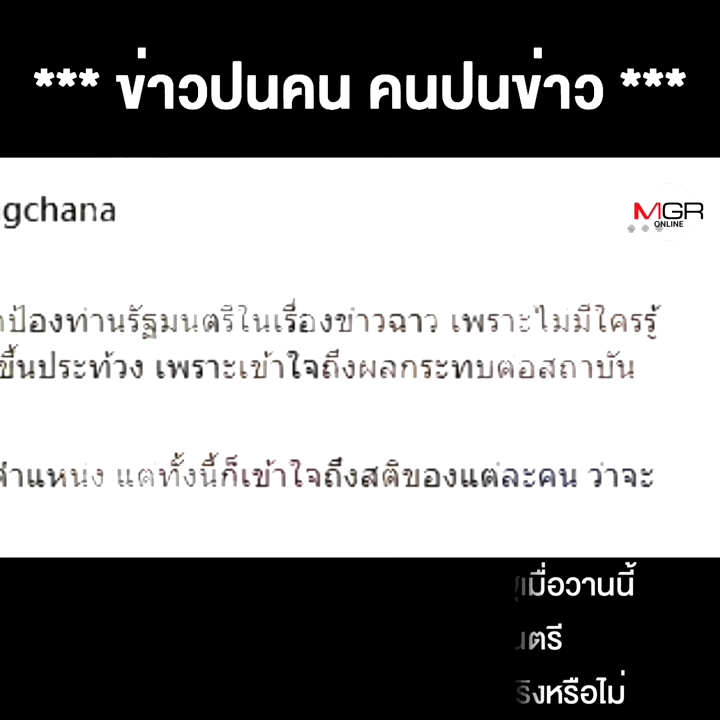 *** ข่าวปนคน คนปนข่าว ***
gchana
MGR
ONLINE
ป้องท่านรัฐมนตรีในเรื่องข่าวฉาว เพราะไม่มีใครรู้
ขึ้นประท้วง เพราะเข้าใจถึงผลกระทบต่อสถาบัน
ตำแหน่ง แต่ทั้งนี้ก็เข้าใจถึงสติของแต่ละคน ว่าจะ
เมื่อวานนี้
นตรี
ริงหรือไม่